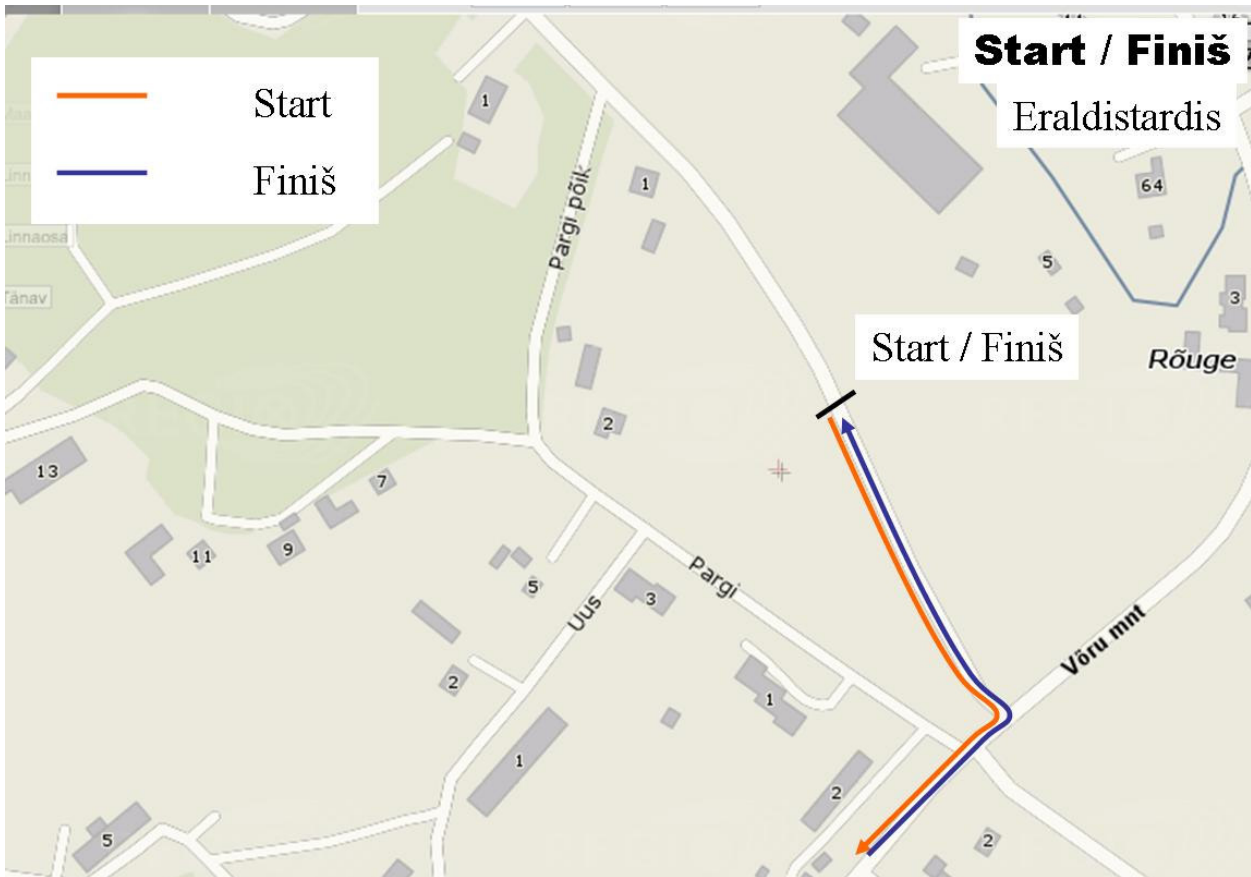 Start / Finiš
Eraldistardis
Start
Finiš
Linnaosa
Tänav
1
Pargi põik
1
64
5
3
Start / Finiš
Rõuge
2
13
7
11
9
5
Uus
3
Pargi
Võru mnt
2
1
1
2
5
2